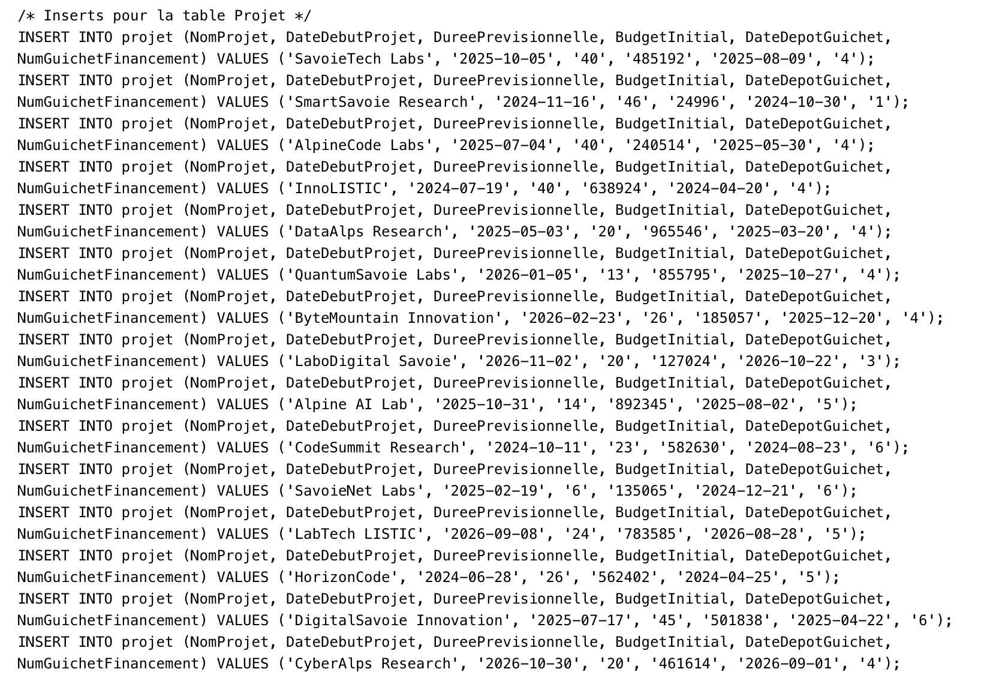 /* Inserts pour la table Projet */
INSERT INTO projet (NomProjet, DateDebutProjet, DureePrevisionnelle, BudgetInitial, DateDepotGuichet,
NumGuichetFinancement) VALUES ('SavoieTech Labs', '2025-10-05', '40', '485192', '2025-08-09', '4');
INSERT INTO projet (NomProjet, DateDebutProjet, DureePrevisionnelle, BudgetInitial, DateDepotGuichet,
NumGuichetFinancement) VALUES ('SmartSavoie Research', '2024-11-16', '46', '24996', '2024-10-30', '1');
INSERT INTO projet (NomProjet, DateDebutProjet, DureePrevisionnelle, BudgetInitial, DateDepotGuichet,
NumGuichetFinancement) VALUES ('AlpineCode Labs', '2025-07-04', '40', '240514', '2025-05-30', '4');
INSERT INTO projet (NomProjet, DateDebutProjet, DureePrevisionnelle, BudgetInitial, DateDepotGuichet,
NumGuichetFinancement) VALUES ('InnoLISTIC', '2024-07-19', '40', '638924', '2024-04-20', '4');
INSERT INTO projet (NomProjet, DateDebutProjet, DureePrevisionnelle, BudgetInitial, DateDepotGuichet,
NumGuichetFinancement) VALUES ('DataAlps Research', '2025-05-03', '20', '965546', '2025-03-20', '4');
INSERT INTO projet (NomProjet, DateDebutProjet, DureePrevisionnelle, BudgetInitial, DateDepotGuichet,
NumGuichetFinancement) VALUES ('QuantumSavoie Labs', '2026-01-05', '13', '855795', '2025-10-27', '4');
INSERT INTO projet (NomProjet, DateDebutProjet, DureePrevisionnelle, BudgetInitial, DateDepotGuichet,
NumGuichetFinancement) VALUES ('ByteMountain Innovation', '2026-02-23', '26', '185057', '2025-12-20', '4');
INSERT INTO projet (NomProjet, DateDebutProjet, DureePrevisionnelle, BudgetInitial, DateDepotGuichet,
NumGuichetFinancement) VALUES ('LaboDigital Savoie', '2026-11-02', '20', '127024', '2026-10-22', '3');
INSERT INTO projet (NomProjet, DateDebutProjet, DureePrevisionnelle, BudgetInitial, DateDepotGuichet,
NumGuichetFinancement) VALUES ('Alpine AI Lab', '2025-10-31', '14', '892345', '2025-08-02', '5');
INSERT INTO projet (NomProjet, DateDebutProjet, DureePrevisionnelle, BudgetInitial, DateDepotGuichet,
NumGuichetFinancement) VALUES ('CodeSummit Research', '2024-10-11', '23', '582630', '2024-08-23', '6');
INSERT INTO projet (NomProjet, DateDebutProjet, DureePrevisionnelle, BudgetInitial, DateDepotGuichet,
NumGuichetFinancement) VALUES ('SavoieNet Labs', '2025-02-19', '6', '135065', '2024-12-21', '6');
INSERT INTO projet (NomProjet, DateDebutProjet, DureePrevisionnelle, BudgetInitial, DateDepotGuichet,
NumGuichetFinancement) VALUES ('LabTech LISTIC', '2026-09-08', '24', '783585', '2026-08-28', '5');
INSERT INTO projet (NomProjet, DateDebutProjet, DureePrevisionnelle, BudgetInitial, DateDepotGuichet,
NumGuichetFinancement) VALUES ('HorizonCode', '2024-06-28', '26', '562402', '2024-04-25', '5');
INSERT INTO projet (NomProjet, DateDebutProjet, DureePrevisionnelle, BudgetInitial, DateDepotGuichet,
NumGuichetFinancement) VALUES ('DigitalSavoie Innovation', '2025-07-17', '45', '501838', '2025-04-22', '6');
INSERT INTO projet (NomProjet, DateDebutProjet, DureePrevisionnelle, BudgetInitial, DateDepotGuichet,
NumGuichetFinancement) VALUES ('CyberAlps Research', '2026-10-30', '20', '461614', '2026-09-01', '4');